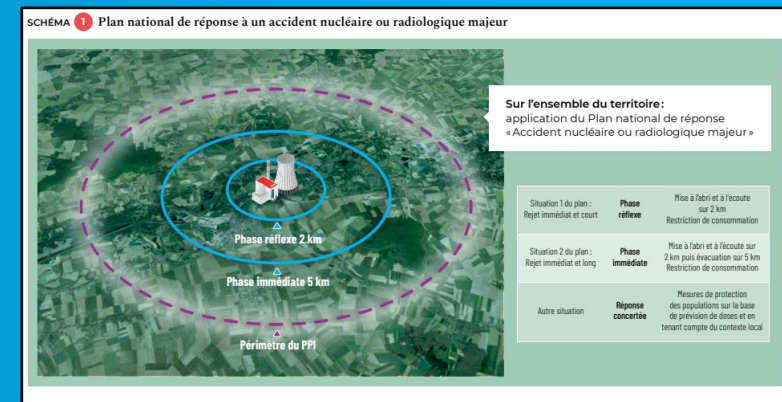 SCHÉMA 1 Plan national de réponse à un accident nucléaire ou radiologique majeur
Sur l'ensemble du territoire :
application du Plan national de réponse
« Accident nucléaire ou radiologique majeur »
Phase réflexe 2 km
Phase immédiate 5 km
Périmètre du PPI
Situation 1 du plan :
Rejet immédiat et court
Phase
réflexe
Mise à l'abri et à l'écoute
sur 2 km
Restriction de consommation
Situation 2 du plan :
Rejet immédiat et long
Phase
immédiate
Mise à l'abri et à l'écoute sur
2 km puis évacuation sur 5 km
Restriction de consommation
Autre situation
Réponse
concertée
Mesures de protection
des populations sur la base
de prévision de doses et en
tenant compte du contexte local